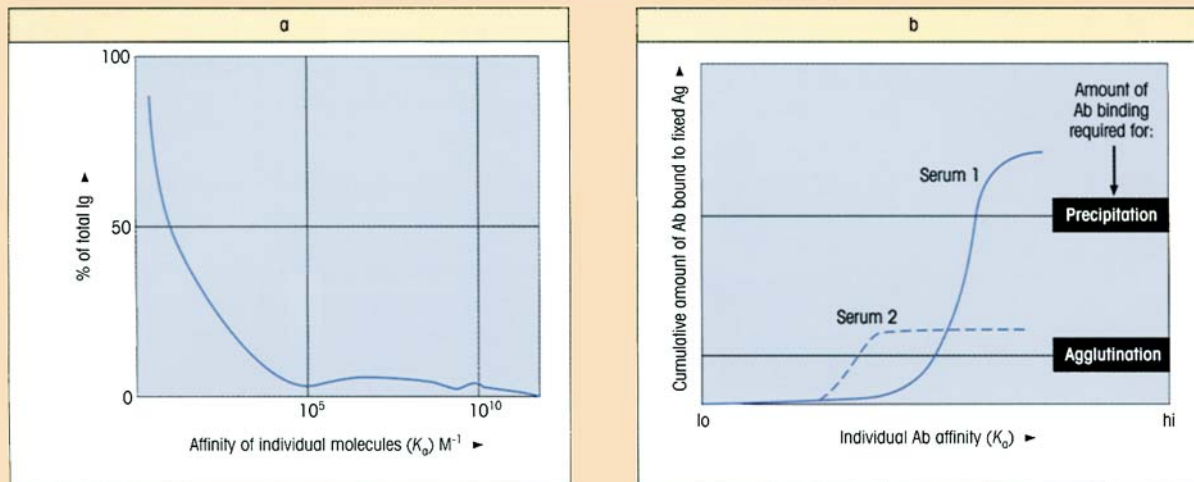 a
100
50
0
% of total Ig ►
10⁵
10¹⁰
Affinity of individual molecules (Kₐ) M⁻¹ ►
b
Cumulative amount of Ab bound to fixed Ag ►
Amount of
Ab binding
required for:
Serum 1
Precipitation
Serum 2
Agglutination
lo
hi
Individual Ab affinity (Kₐ) ►